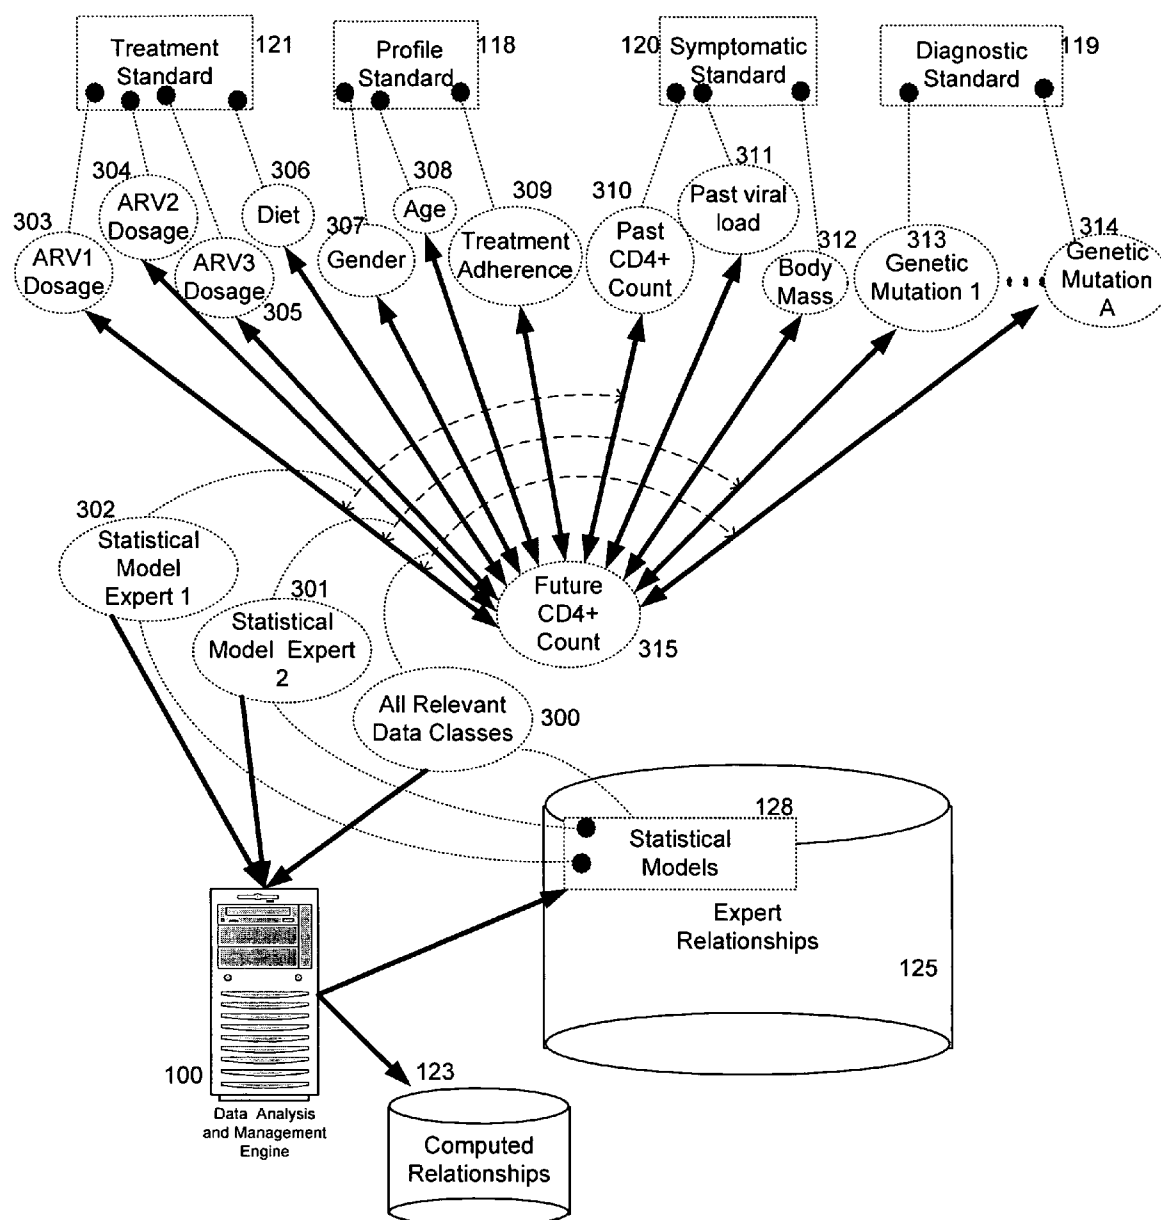 Treatment
Standard
121
Profile
Standard
118
120
Symptomatic
Standard
Diagnostic
Standard
119
303
ARV1
Dosage
304
ARV2
Dosage
ARV3
Dosage
305
306
Diet
307
Gender
308
Age
309
Treatment
Adherence
310
Past
CD4+
Count
311
Past viral
load
312
Body
Mass
313
Genetic
Mutation 1
314
Genetic
Mutation
A
302
Statistical
Model
Expert 1
301
Statistical
Model Expert
2
Future
CD4+
Count
315
All Relevant
Data Classes
300
128
Statistical
Models
Expert
Relationships
125
100
Data Analysis
and Management
Engine
123
Computed
Relationships